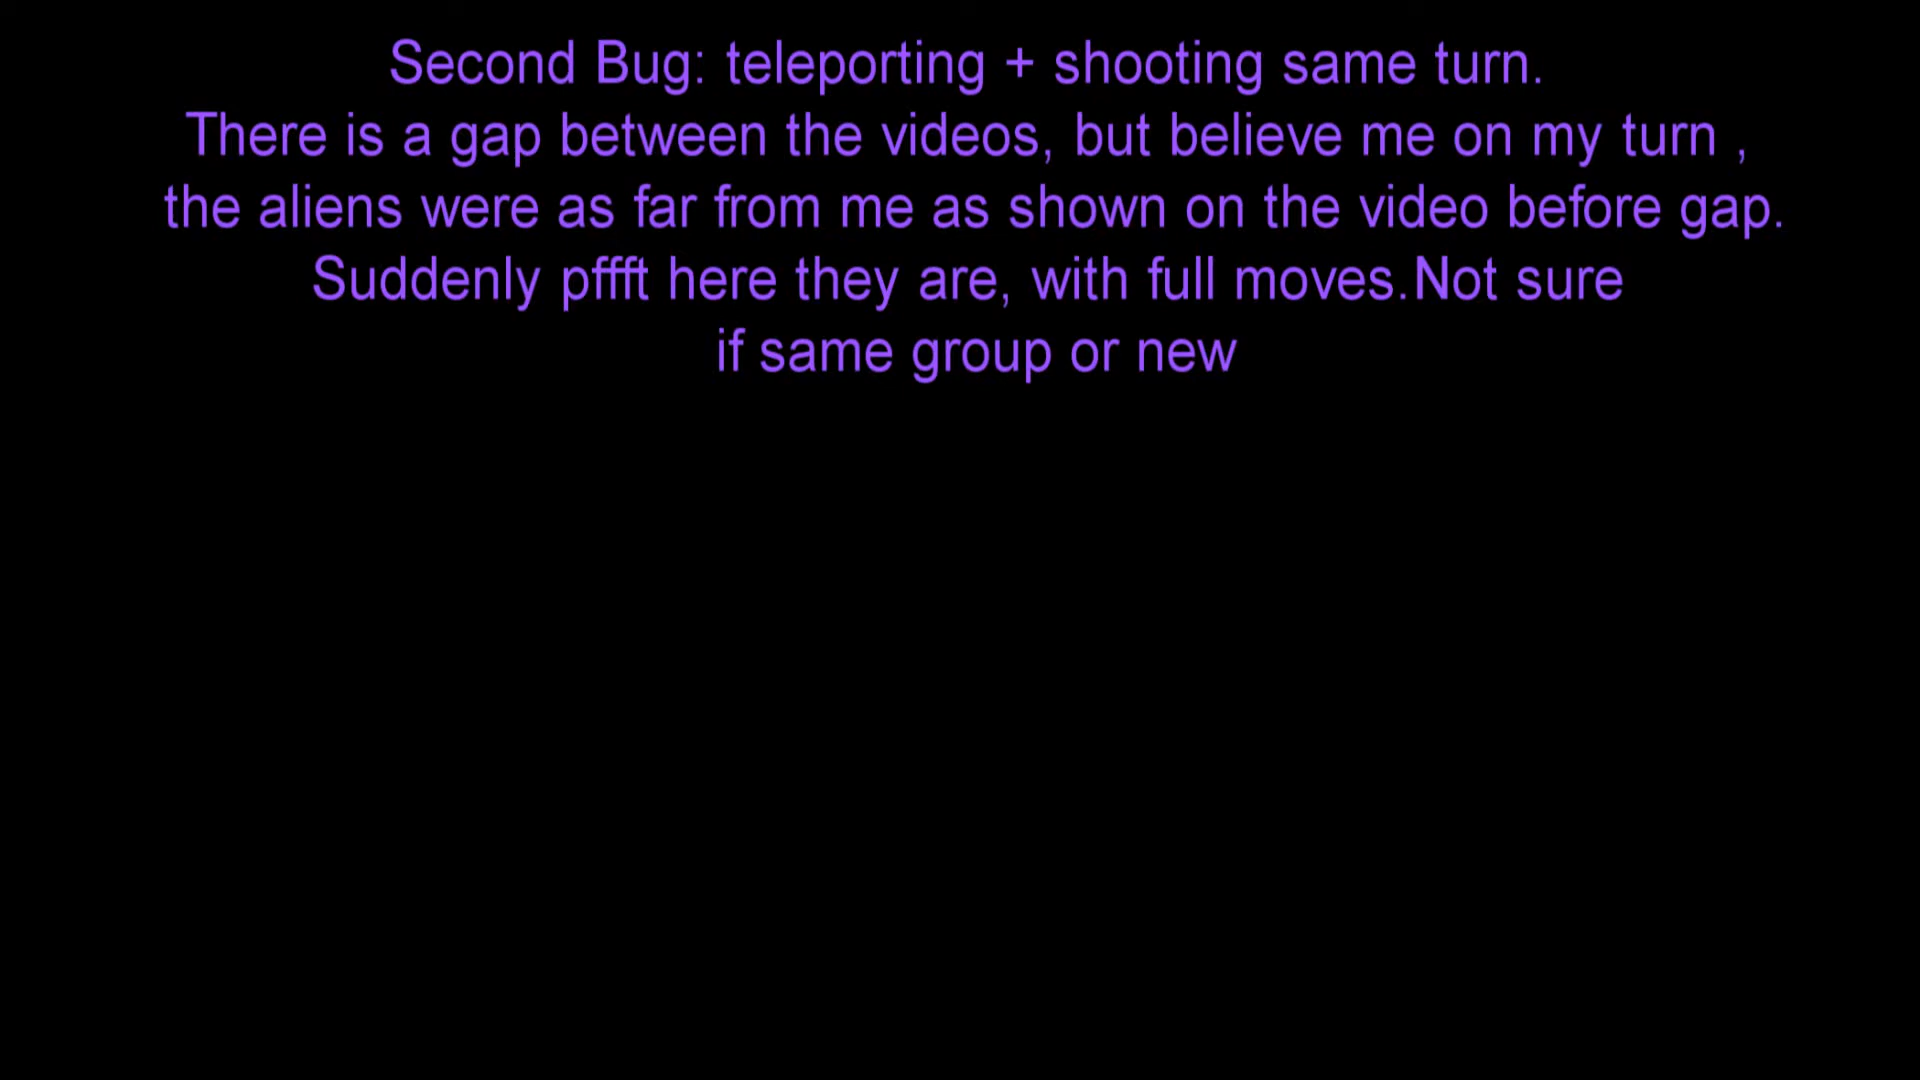 Second Bug: teleporting + shooting same turn.
There is a gap between the videos, but believe me on my turn ,
the aliens were as far from me as shown on the video before gap.
Suddenly pffft here they are, with full moves.Not sure
if same group or new